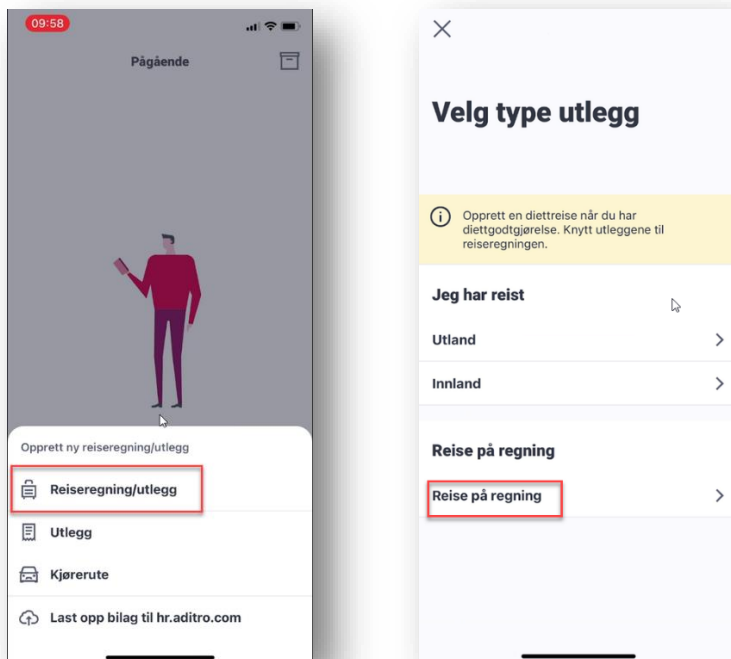 09:58
Pågående
Opprett ny reiseregning/utlegg
Reiseregning/utlegg
Utlegg
Kjørerute
Last opp bilag til hr.aditro.com
Velg type utlegg
Opprett en diettreise når du har
diettgodtgjørelse. Knytt utleggene til
reiseregningen.
Jeg har reist
Utland
Innland
Reise på regning
Reise på regning